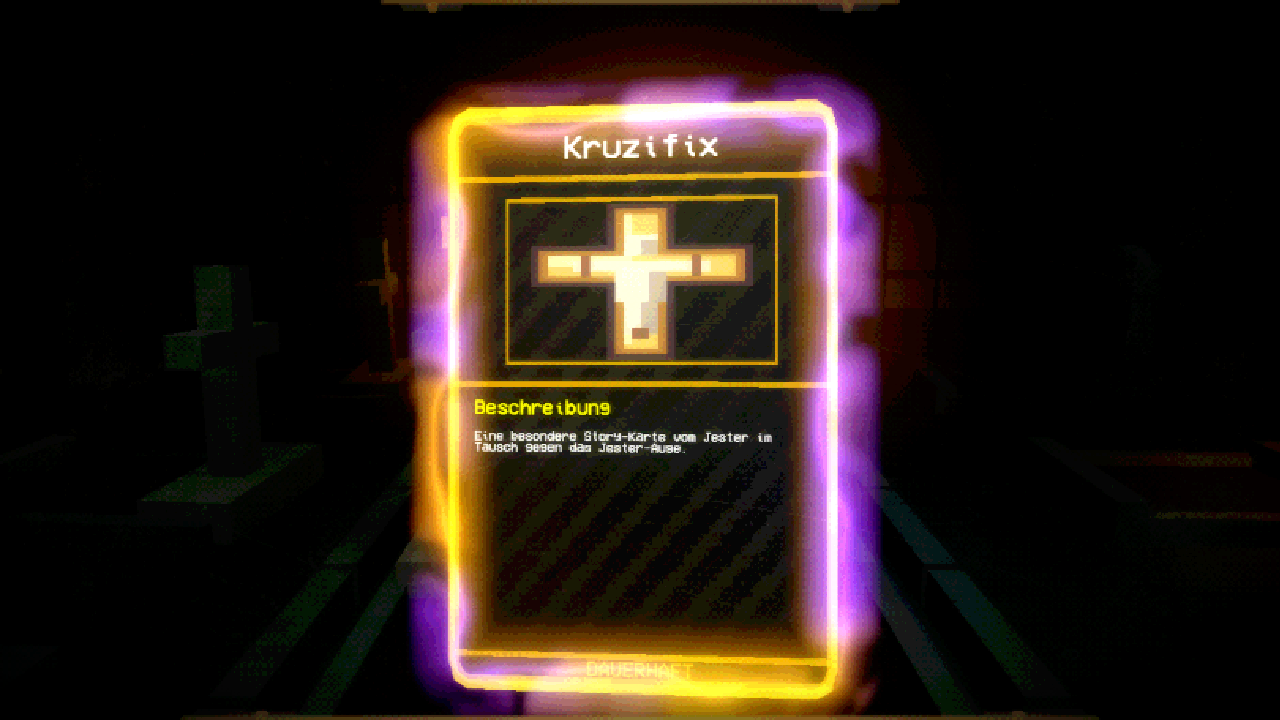 Kruzifix
Beschreibung
Eine besondere Story-Karte vom Jester im
Tausch gegen das Jester-Auge.
DAUERHAFT